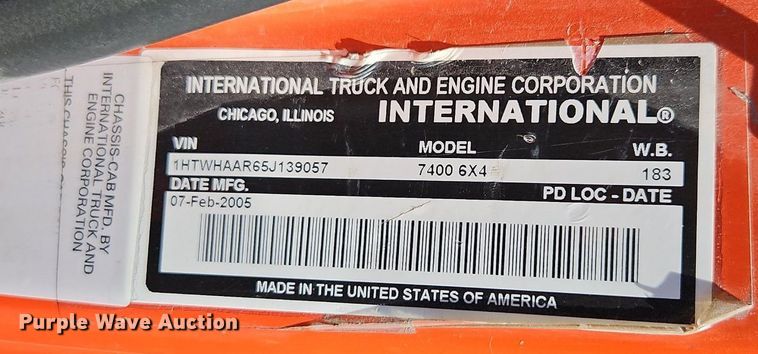 INTERNATIONAL TRUCK AND ENGINE CORPORATION
CHICAGO, ILLINOIS INTERNATIONAL®
VIN MODEL W.B.
1HTWHAAR65J139057 7400 6X4 183
DATE MFG. PD LOC - DATE
07-Feb-2005
MADE IN THE UNITED STATES OF AMERICA
CHASSIS-CAB MFD. BY
INTERNATIONAL TRUCK AND
ENGINE CORPORATION
Purple Wave Auction